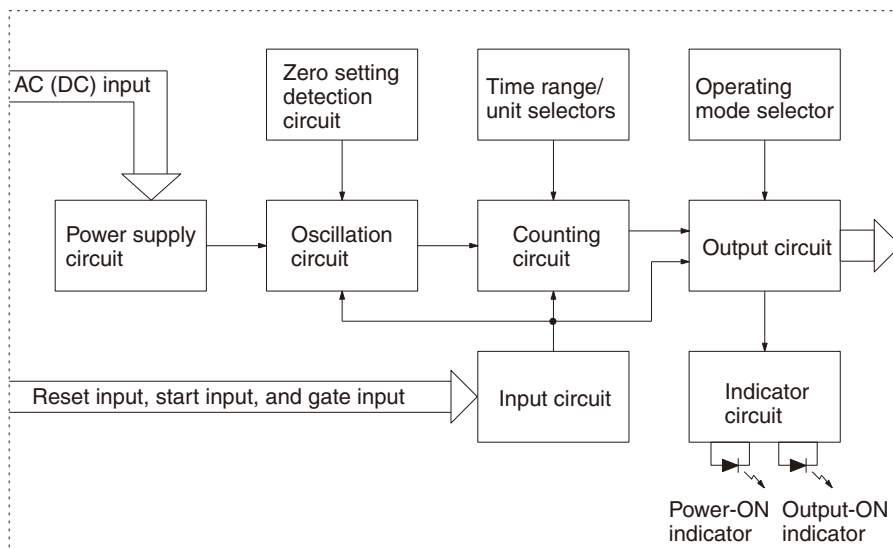 AC (DC) input
Zero setting
detection
circuit
Time range/
unit selectors
Operating
mode selector
Power supply
circuit
Oscillation
circuit
Counting
circuit
Output circuit
Reset input, start input, and gate input
Input circuit
Indicator
circuit
Power-ON
indicator
Output-ON
indicator